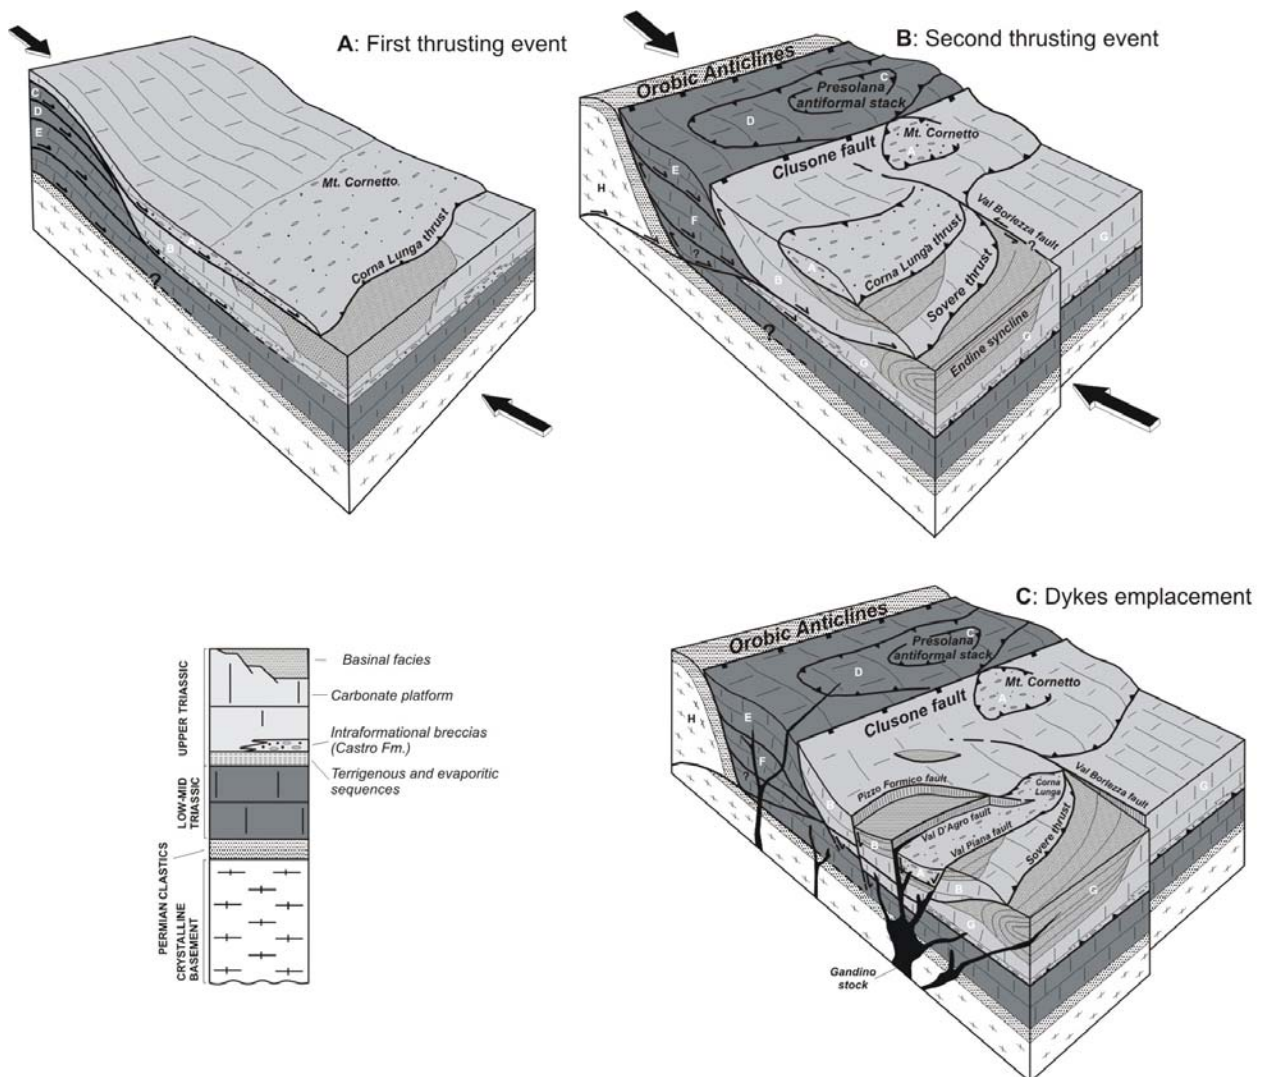 A: First thrusting event
C
D
E
Mt. Cornetto
Corna Lunga thrust
A
B
?
B: Second thrusting event
Orobic Anticlines
C
Presolana
antiformal stack
D
Clusone fault
Mt. Cornetto
A
E
H
F
?
Val Borlezza fault
?
G
A
B
Corna Lunga thrust
Sovere thrust
?
Endine syncline
G
G
C: Dykes emplacement
Orobic Anticlines
C
Presolana
antiformal stack
D
Clusone fault
Mt. Cornetto
A
E
H
F
?
Pizzo Formico fault
Corna
Lunga
Val Borlezza fault
G
B
Val D'Agro fault
Val Piana fault
Sovere thrust
B
A
B
G
G
Gandino
stock
UPPER TRIASSIC
LOW-MID
TRIASSIC
PERMIAN CLASTICS
CRYSTALLINE
BASEMENT
Basinal facies
Carbonate platform
Intraformational breccias
(Castro Fm.)
Terrigenous and evaporitic
sequences